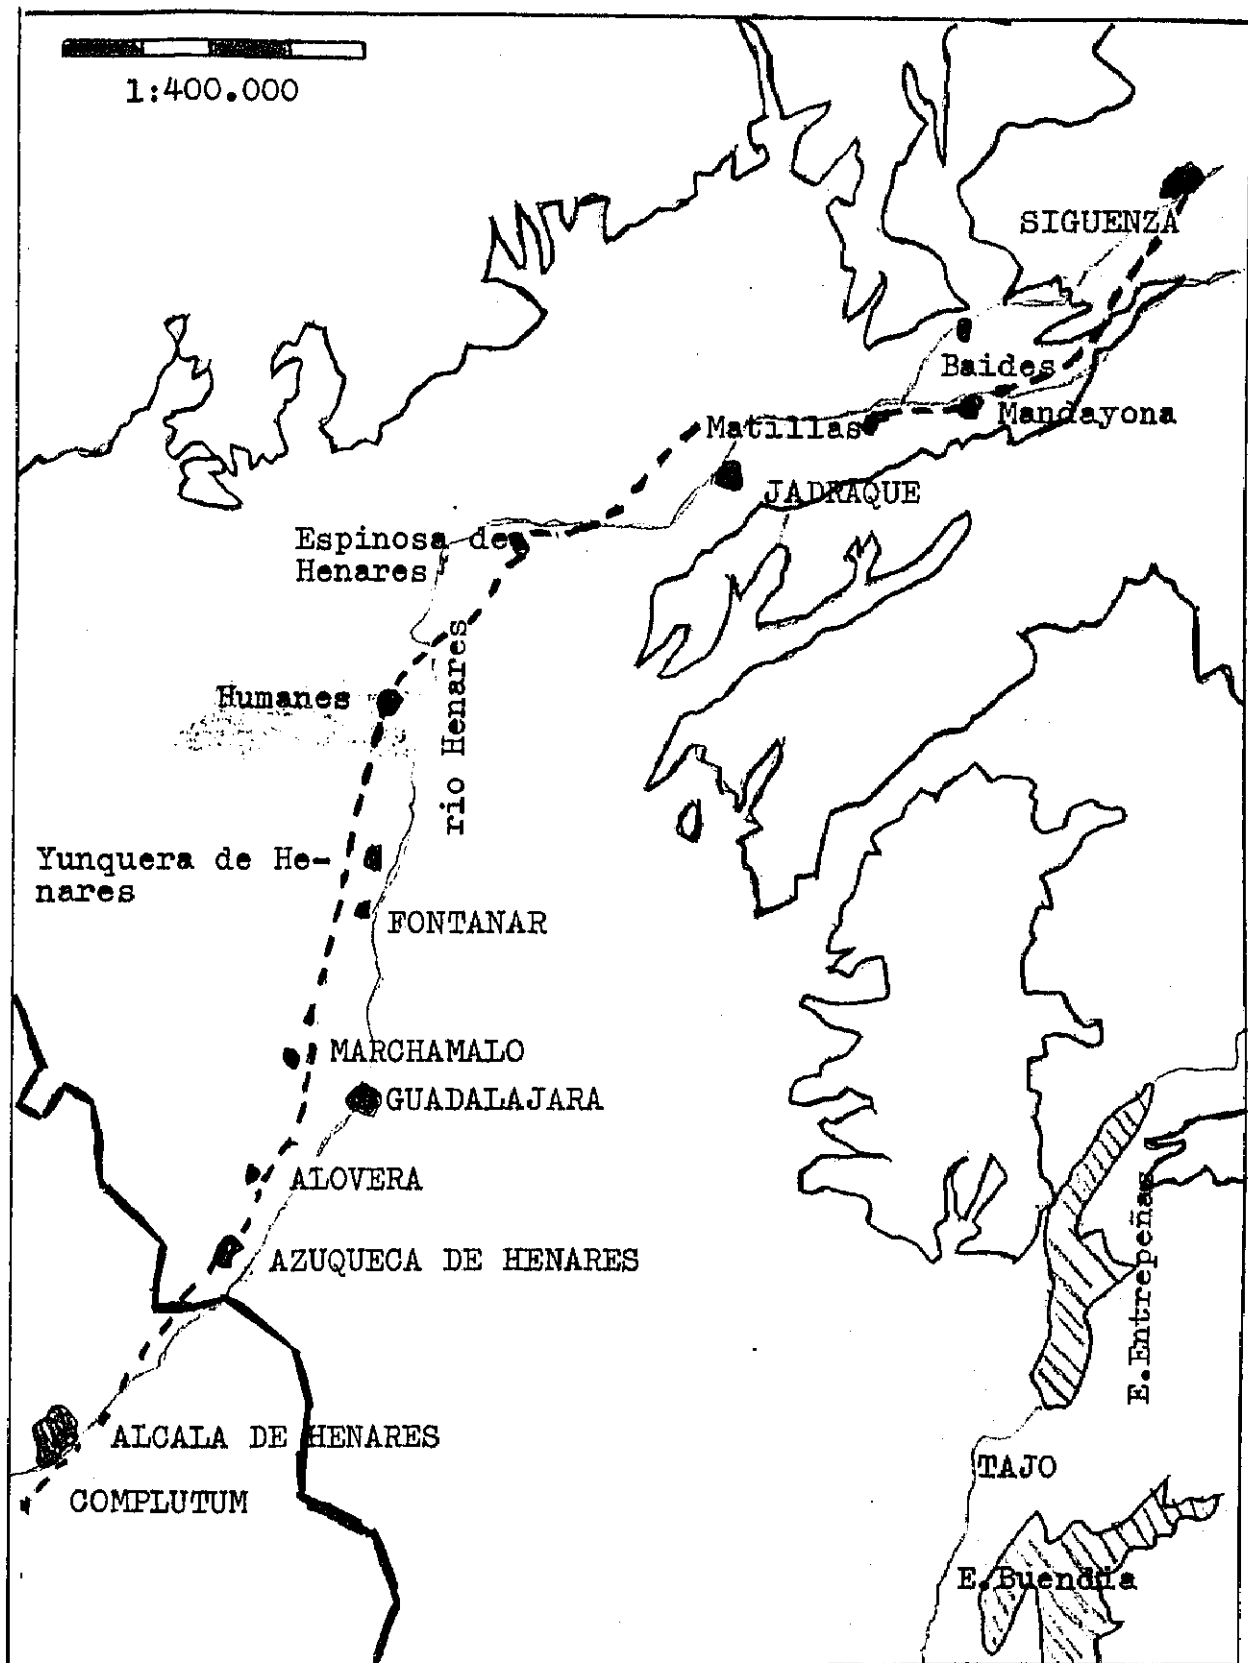 1:400.000
SIGUENZA
Baides
Matillas
Mandayona
JADRAQUE
Espinosa de
Henares
rio Henares
Humanes
Yunquera de He-
nares
FONTANAR
MARCHAMALO
GUADALAJARA
ALOVERA
AZUQUECA DE HENARES
E.Entrepeñas
ALCALA DE HENARES
TAJO
COMPLUTUM
E.Buendia